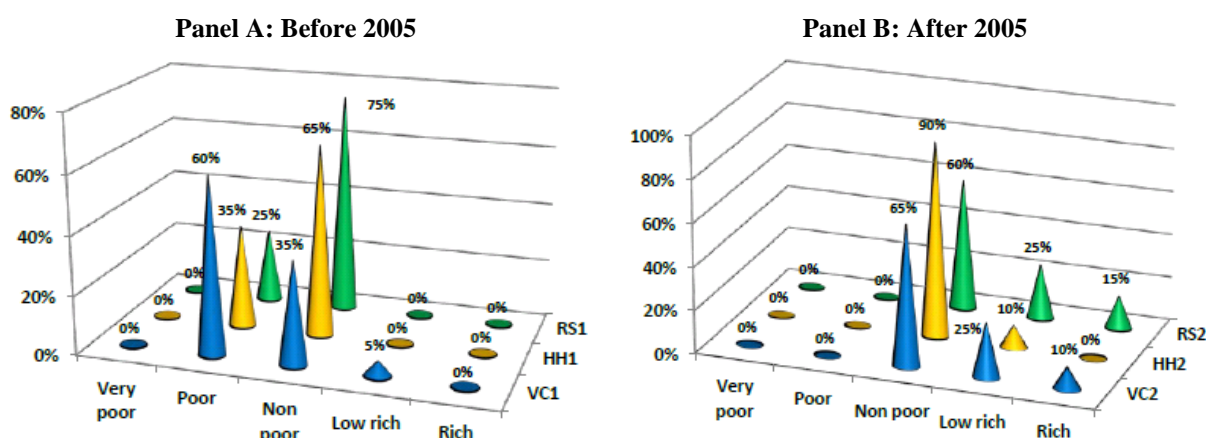 Panel A: Before 2005
80%
60%
40%
20%
0%
75%
65%
60%
35%
25%
35%
0%
0%
0%
5%
0%
0%
0%
0%
0%
Very
poor
Poor
Non
poor
Low rich
Rich
RS1
HH1
VC1
Panel B: After 2005
100%
80%
60%
40%
20%
0%
90%
60%
65%
25%
15%
0%
0%
0%
0%
0%
0%
25%
10%
0%
10%
Very
poor
Poor
Non poor
Low rich
Rich
RS2
HH2
VC2